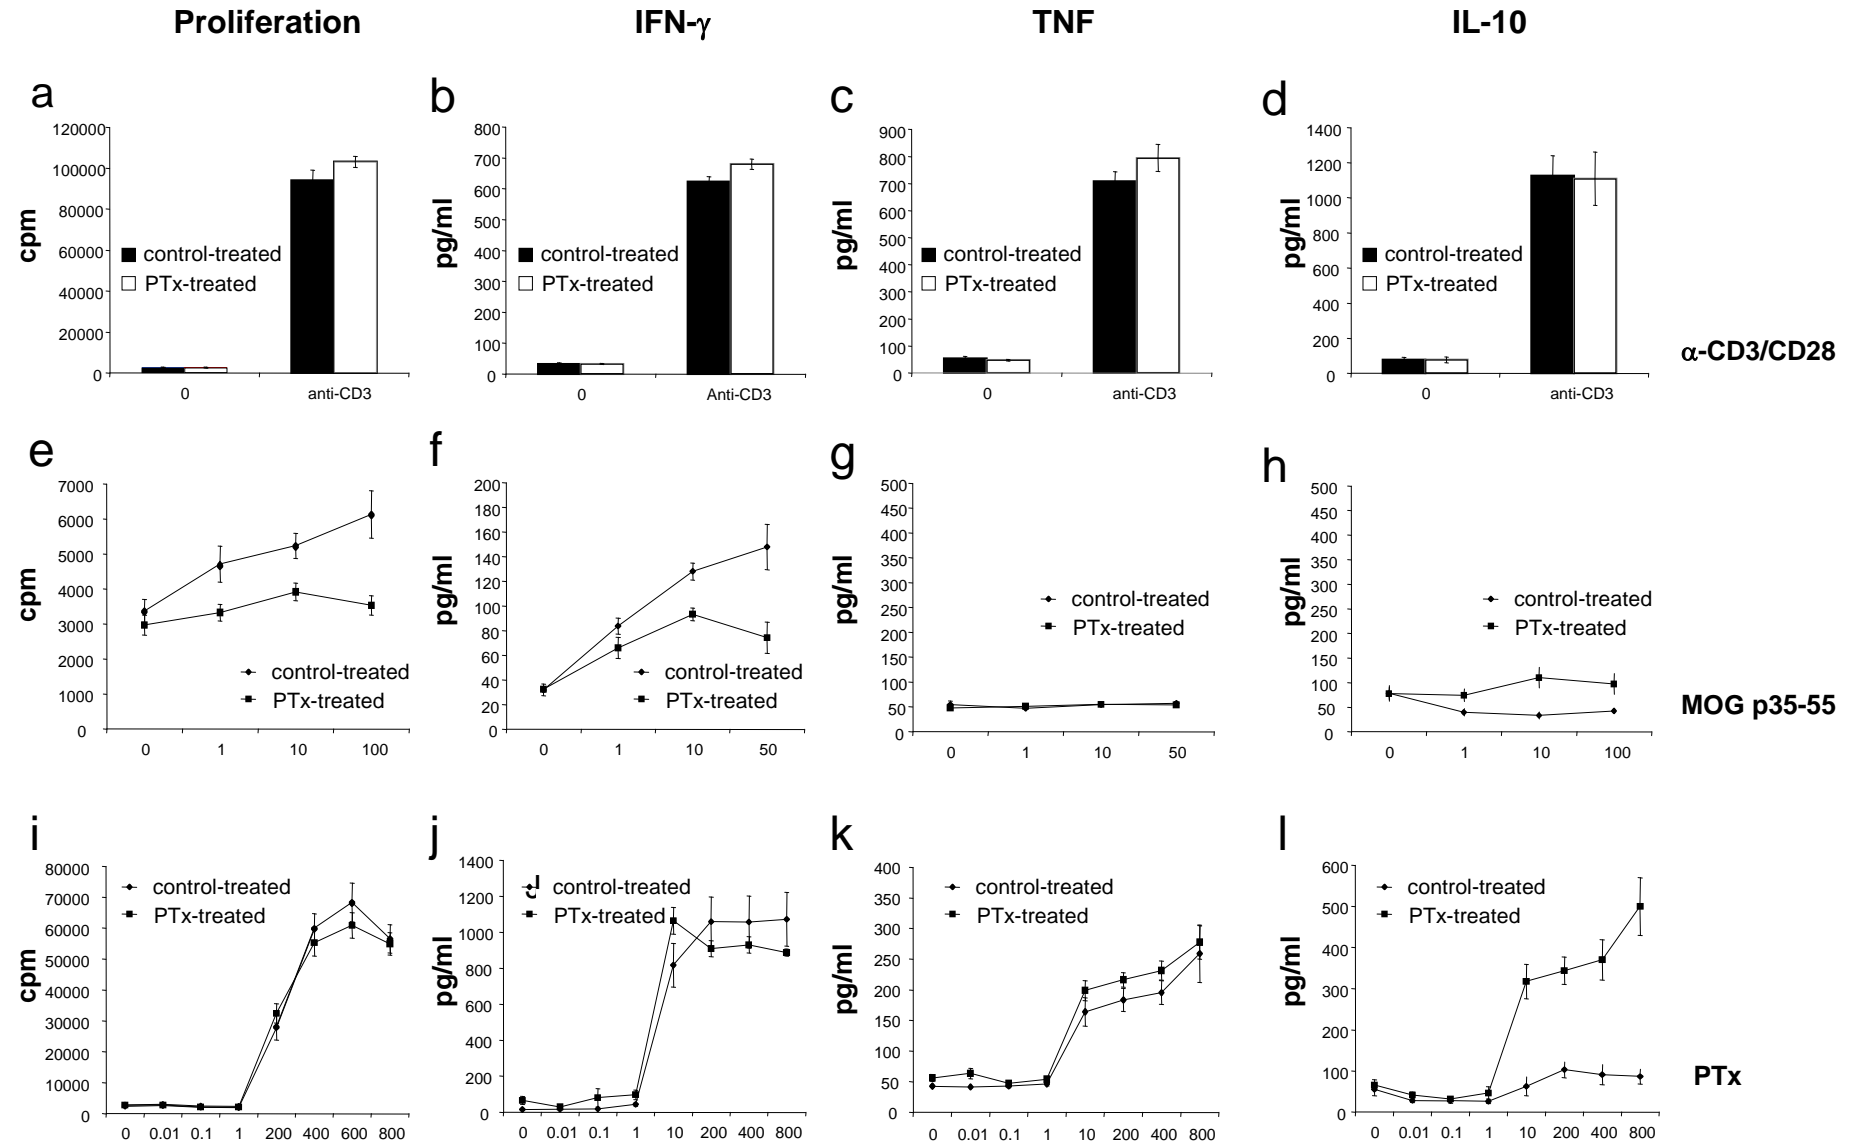 Proliferation IFN-γ TNF IL-10
a b c d
cpm
120000
100000
80000
60000
40000
20000
0
control-treated
PTx-treated
0 anti-CD3
pg/ml
800
700
600
500
400
300
200
100
0
control-treated
PTx-treated
0 Anti-CD3
pg/ml
900
800
700
600
500
400
300
200
100
0
control-treated
PTx-treated
0 anti-CD3
pg/ml
1400
1200
1000
800
600
400
200
0
control-treated
PTx-treated
0 anti-CD3
α-CD3/CD28
e f g h
cpm
7000
6000
5000
4000
3000
2000
1000
0
control-treated
PTx-treated
0 1 10 100
pg/ml
200
180
160
140
120
100
80
60
40
20
0
control-treated
PTx-treated
0 1 10 50
pg/ml
500
450
400
350
300
250
200
150
100
50
0
control-treated
PTx-treated
0 1 10 50
pg/ml
500
450
400
350
300
250
200
150
100
50
0
control-treated
PTx-treated
0 1 10 100
MOG p35-55
i j k l
cpm
80000
70000
60000
50000
40000
30000
20000
10000
0
control-treated
PTx-treated
0 0.01 0.1 1 200 400 600 800
pg/ml
1400
1200
1000
800
600
400
200
0
control-treated
PTx-treated
0 0.01 0.1 1 10 200 400 800
pg/ml
400
350
300
250
200
150
100
50
0
control-treated
PTx-treated
0 0.01 0.1 1 10 200 400 800
pg/ml
600
500
400
300
200
100
0
control-treated
PTx-treated
0 0.01 0.1 1 10 200 400 800
PTx